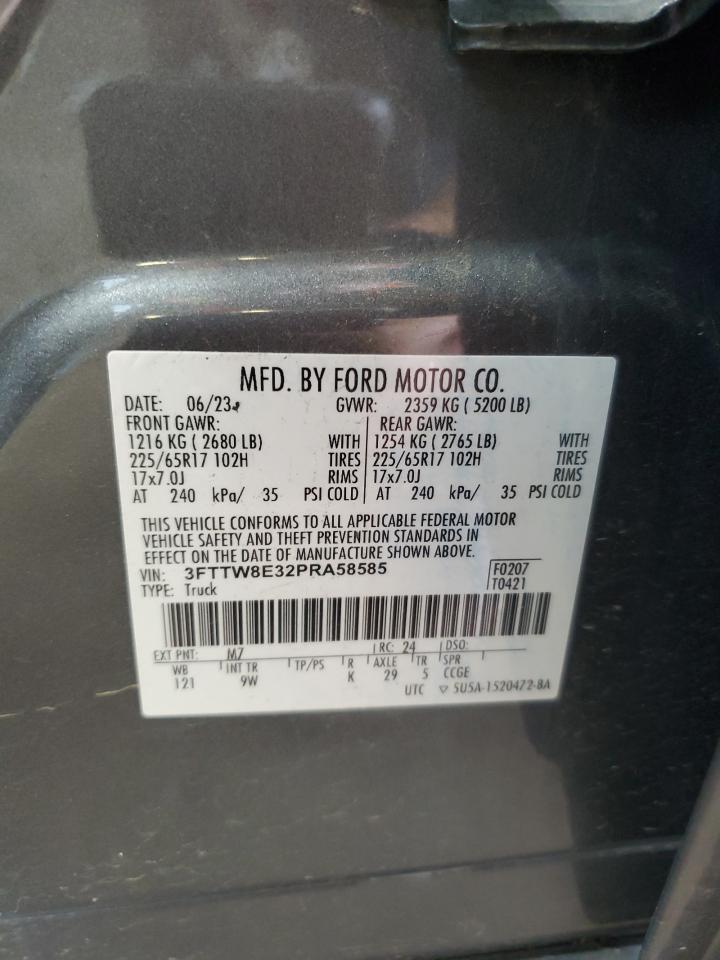 MFD. BY FORD MOTOR CO.
DATE: 06/23 GVWR: 2359 KG ( 5200 LB)
FRONT GAWR: REAR GAWR:
1216 KG ( 2680 LB) WITH 1254 KG ( 2765 LB) WITH
225/65R17 102H TIRES 225/65R17 102H TIRES
17x7.0J RIMS 17x7.0J RIMS
AT 240 kPa/ 35 PSI COLD AT 240 kPa/ 35 PSI COLD
THIS VEHICLE CONFORMS TO ALL APPLICABLE FEDERAL MOTOR
VEHICLE SAFETY AND THEFT PREVENTION STANDARDS IN
EFFECT ON THE DATE OF MANUFACTURE SHOWN ABOVE.
VIN: 3FTTW8E32PRA58585 F0207
TYPE: Truck T0421
EXT PNT: M7 RC: 24 DSO:
WB INT TR TP/PS R AXLE TR SPR
121 9W K 29 5 CCGE
UTC ▽ 5U5A-1520472-BA